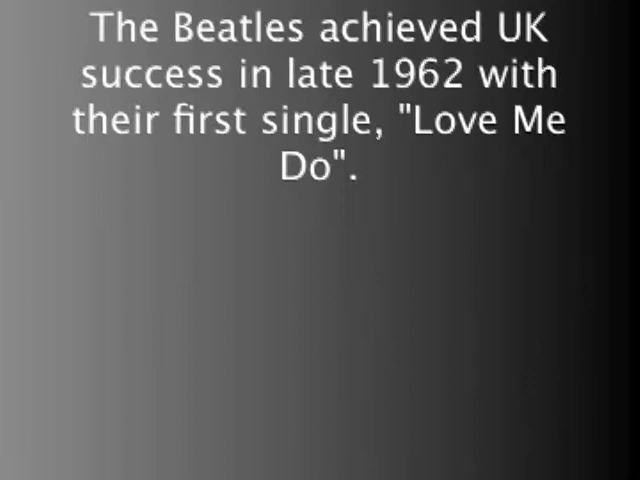 The Beatles achieved UK
success in late 1962 with
their first single, "Love Me
Do".